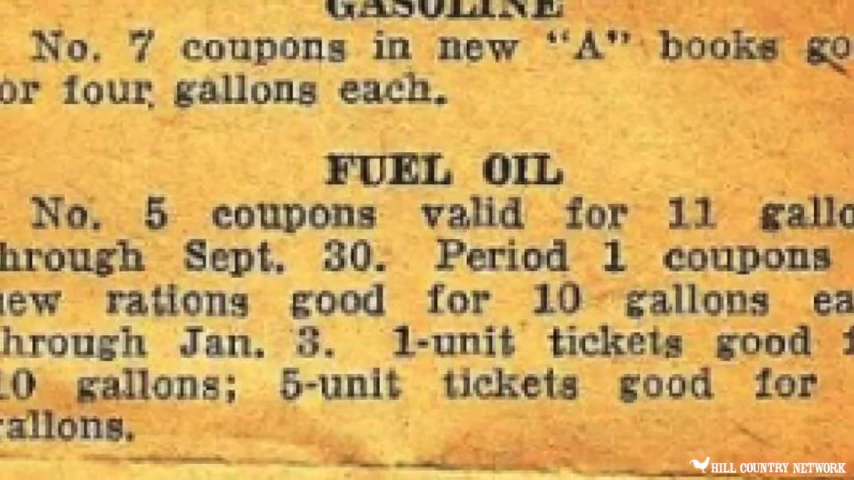 GASOLINE
No. 7 coupons in new "A" books go
or four gallons each.
FUEL OIL
No. 5 coupons valid for 11 gallo
hrough Sept. 30. Period 1 coupons
ew rations good for 10 gallons ea
hrough Jan. 3. 1-unit tickets good f
10 gallons; 5-unit tickets good for
allons.
HILL COUNTRY NETWORK